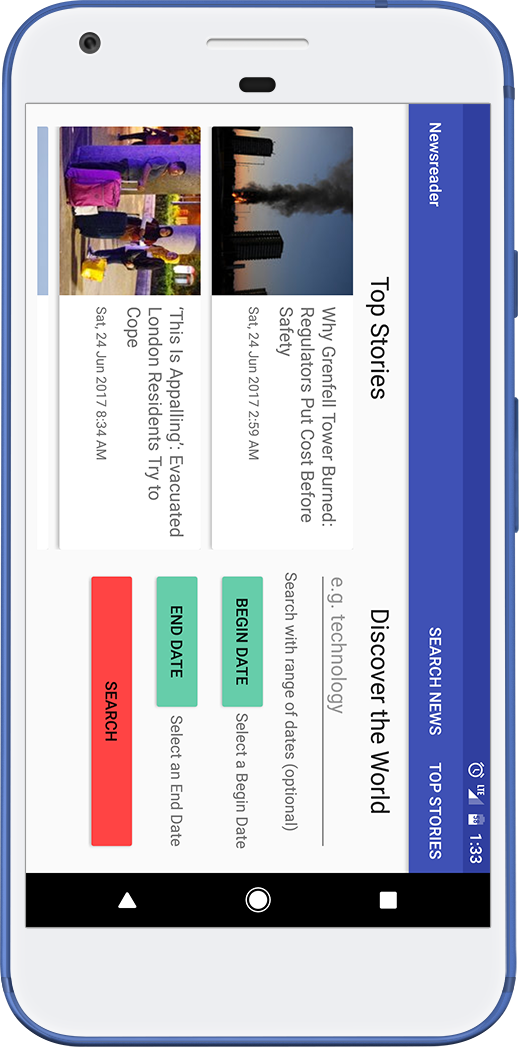 1:33
Newsreader
SEARCH NEWS
TOP STORIES
Top Stories
Why Grenfell Tower Burned:
Regulators Put Cost Before
Safety
Sat, 24 Jun 2017 2:59 AM
'This Is Appalling': Evacuated
London Residents Try to
Cope
Sat, 24 Jun 2017 8:34 AM
Discover the World
e.g. technology
Search with range of dates (optional)
BEGIN DATE
Select a Begin Date
END DATE
Select an End Date
SEARCH